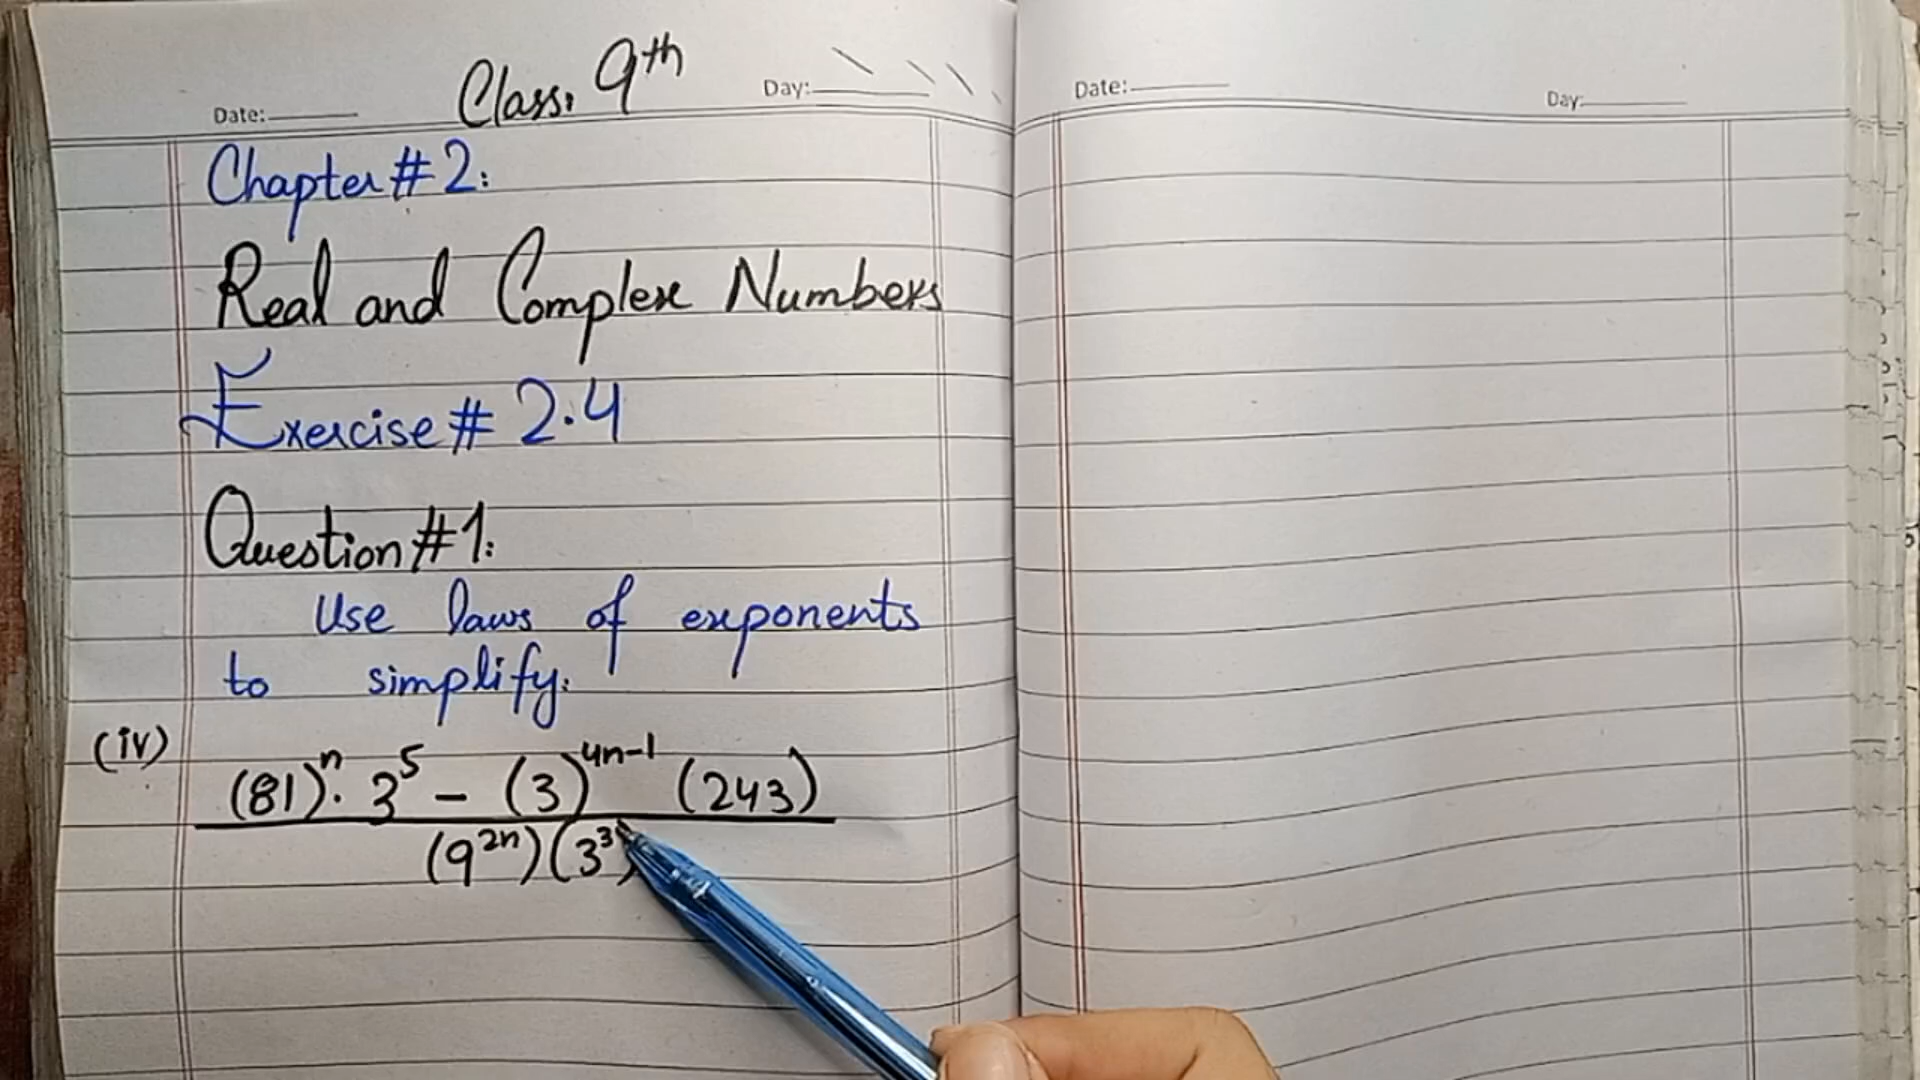 Date: Class: 9th Day:
Chapter # 2:
Real and Complex Numbers
Exercise # 2.4
Question # 1:
Use laws of exponents
to simplify.
(iv) (81)^n · 3^5 - (3)^{4n-1} (243)
(9^{2n})(3^3)
Date: Day: